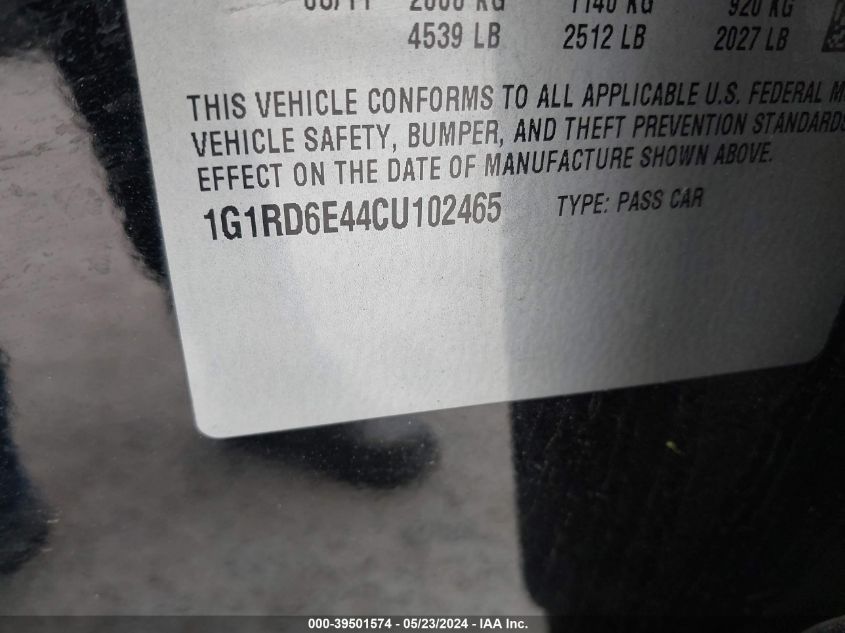 4539 LB 2512 LB 2027 LB
THIS VEHICLE CONFORMS TO ALL APPLICABLE U.S. FEDERAL
VEHICLE SAFETY, BUMPER, AND THEFT PREVENTION STANDARDS
EFFECT ON THE DATE OF MANUFACTURE SHOWN ABOVE.
1G1RD6E44CU102465 TYPE: PASS CAR
000-39501574 - 05/23/2024 - IAA Inc.